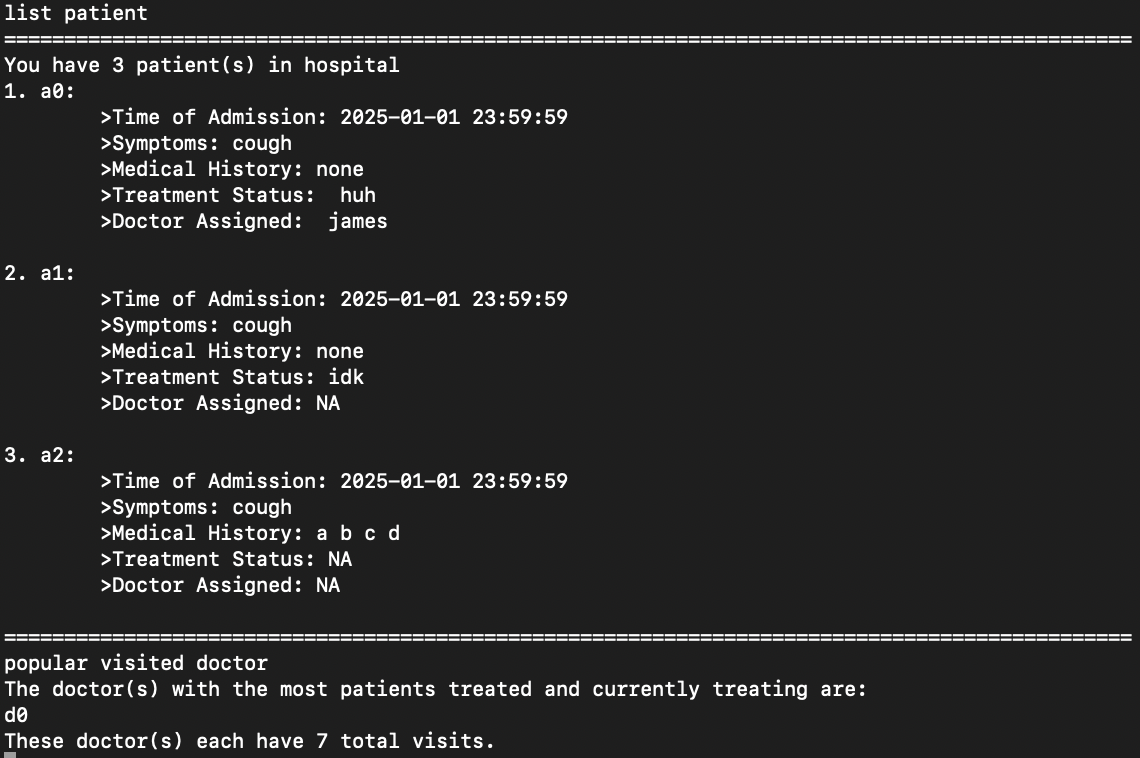 list patient
==============================================================================================
You have 3 patient(s) in hospital
1. a0:
        >Time of Admission: 2025-01-01 23:59:59
        >Symptoms: cough
        >Medical History: none
        >Treatment Status:  huh
        >Doctor Assigned:  james

2. a1:
        >Time of Admission: 2025-01-01 23:59:59
        >Symptoms: cough
        >Medical History: none
        >Treatment Status: idk
        >Doctor Assigned: NA

3. a2:
        >Time of Admission: 2025-01-01 23:59:59
        >Symptoms: cough
        >Medical History: a b c d
        >Treatment Status: NA
        >Doctor Assigned: NA

==============================================================================================
popular visited doctor
The doctor(s) with the most patients treated and currently treating are:
d0
These doctor(s) each have 7 total visits.